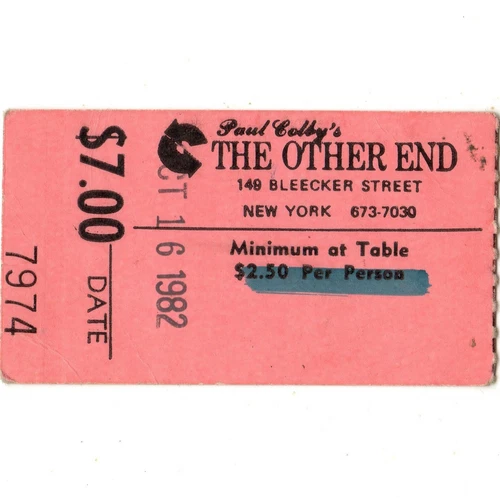 Paul Colby's
THE OTHER END
149 BLEECKER STREET
NEW YORK 673-7030
Minimum at Table
$2.50 Per Person
$7.00
DATE
OCT 16 1982
7974